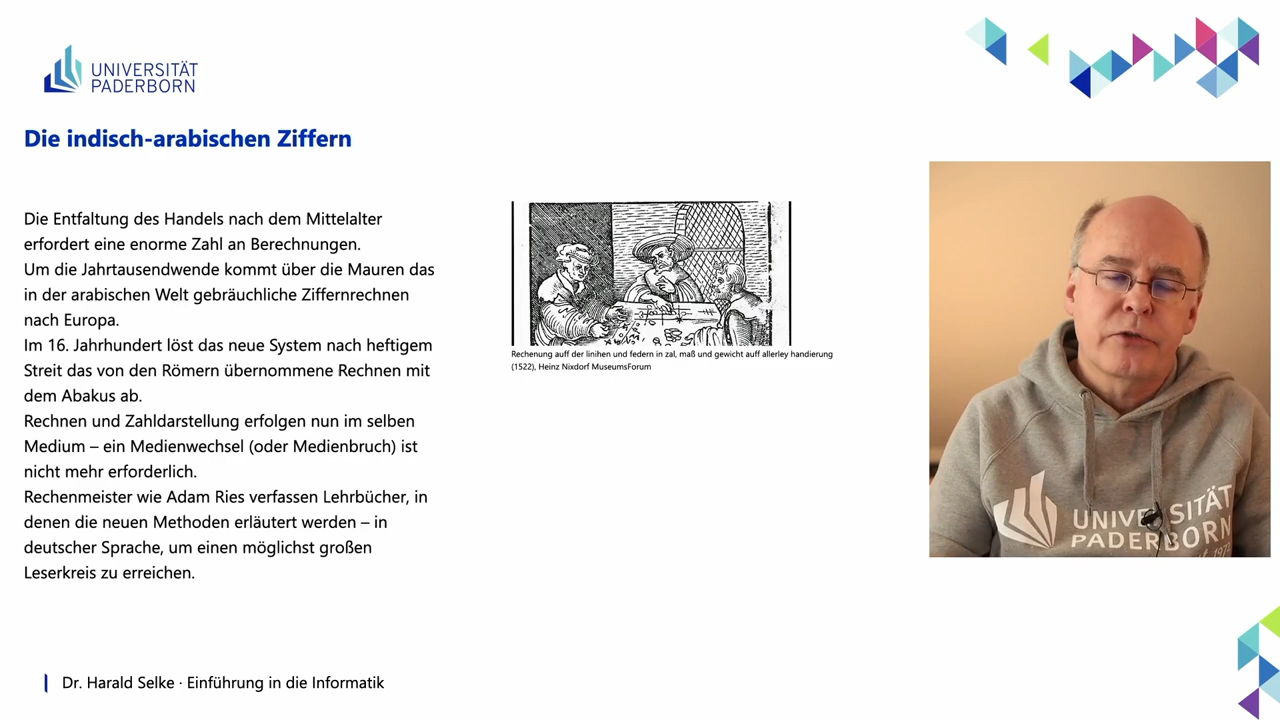 UNIVERSITÄT
PADERBORN
Die indisch-arabischen Ziffern
Die Entfaltung des Handels nach dem Mittelalter
erfordert eine enorme Zahl an Berechnungen.
Um die Jahrtausendwende kommt über die Mauren das
in der arabischen Welt gebräuchliche Ziffernrechnen
nach Europa.
Im 16. Jahrhundert löst das neue System nach heftigem
Streit das von den Römern übernommene Rechnen mit
dem Abakus ab.
Rechnen und Zahldarstellung erfolgen nun im selben
Medium – ein Medienwechsel (oder Medienbruch) ist
nicht mehr erforderlich.
Rechenmeister wie Adam Ries verfassen Lehrbücher, in
denen die neuen Methoden erläutert werden – in
deutscher Sprache, um einen möglichst großen
Leserkreis zu erreichen.
Rechenung auff der linihen und federn in zal, maß und gewicht auff allerley handierung
(1522), Heinz Nixdorf MuseumsForum
UNIVERSITÄT
PADERBORN
Dr. Harald Selke · Einführung in die Informatik